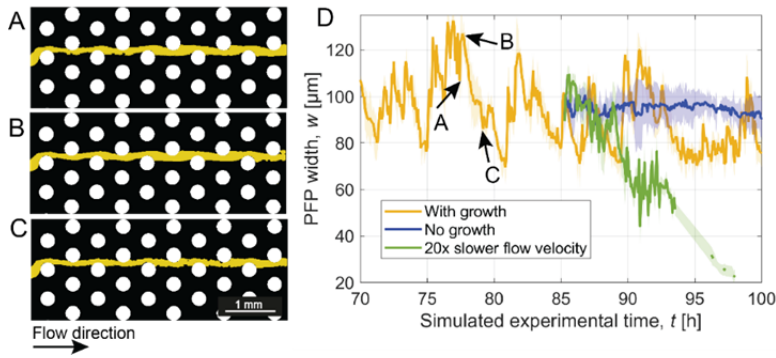 A
B
C
1 mm
Flow direction
D
PFP width, w [µm]
120
100
80
60
40
20
B
A
C
With growth
No growth
20x slower flow velocity
70 75 80 85 90 95 100
Simulated experimental time, t [h]